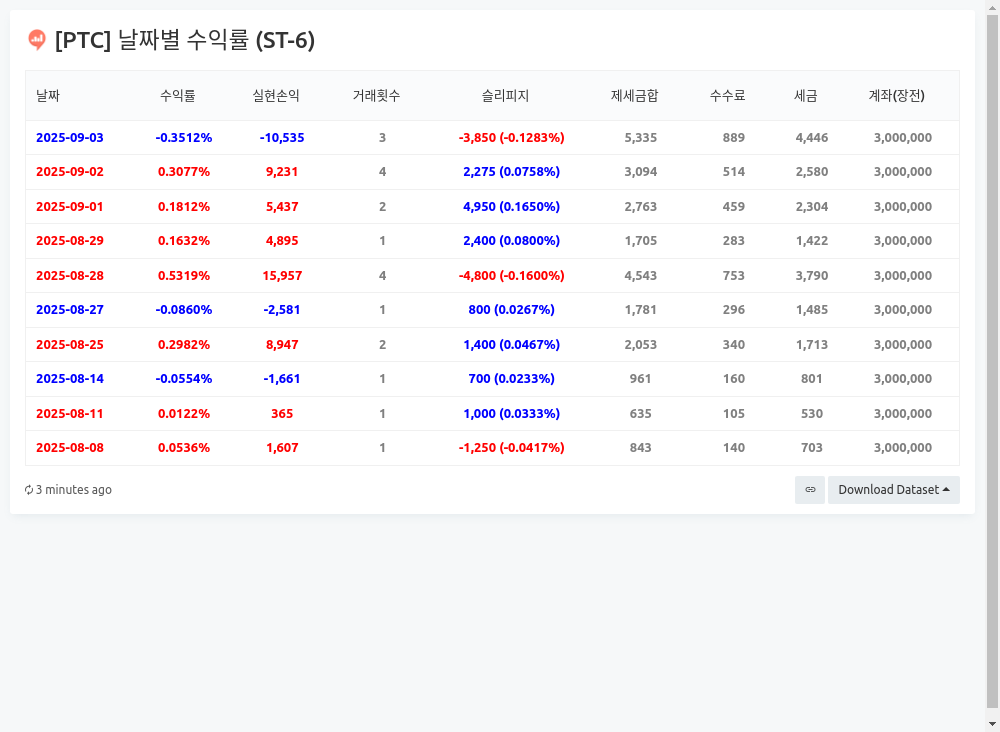 [PTC] 날짜별 수익률 (ST-6)
날짜 수익률 실현손익 거래횟수 슬리피지 제세금합 수수료 세금 계좌(장전)
2025-09-03 -0.3512% -10,535 3 -3,850 (-0.1283%) 5,335 889 4,446 3,000,000
2025-09-02 0.3077% 9,231 4 2,275 (0.0758%) 3,094 514 2,580 3,000,000
2025-09-01 0.1812% 5,437 2 4,950 (0.1650%) 2,763 459 2,304 3,000,000
2025-08-29 0.1632% 4,895 1 2,400 (0.0800%) 1,705 283 1,422 3,000,000
2025-08-28 0.5319% 15,957 4 -4,800 (-0.1600%) 4,543 753 3,790 3,000,000
2025-08-27 -0.0860% -2,581 1 800 (0.0267%) 1,781 296 1,485 3,000,000
2025-08-25 0.2982% 8,947 2 1,400 (0.0467%) 2,053 340 1,713 3,000,000
2025-08-14 -0.0554% -1,661 1 700 (0.0233%) 961 160 801 3,000,000
2025-08-11 0.0122% 365 1 1,000 (0.0333%) 635 105 530 3,000,000
2025-08-08 0.0536% 1,607 1 -1,250 (-0.0417%) 843 140 703 3,000,000
3 minutes ago Download Dataset